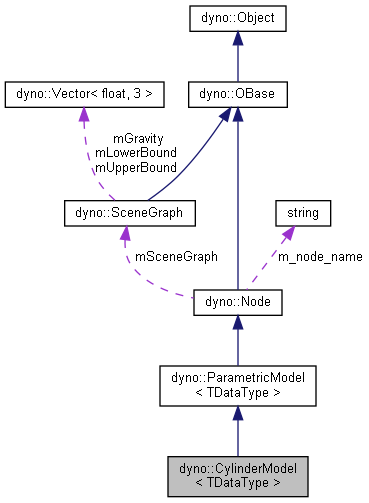 dyno::Object
dyno::Vector< float, 3 >
dyno::OBase
mGravity
mLowerBound
mUpperBound
dyno::SceneGraph
string
mSceneGraph
m_node_name
dyno::Node
dyno::ParametricModel
< TDataType >
dyno::CylinderModel
< TDataType >